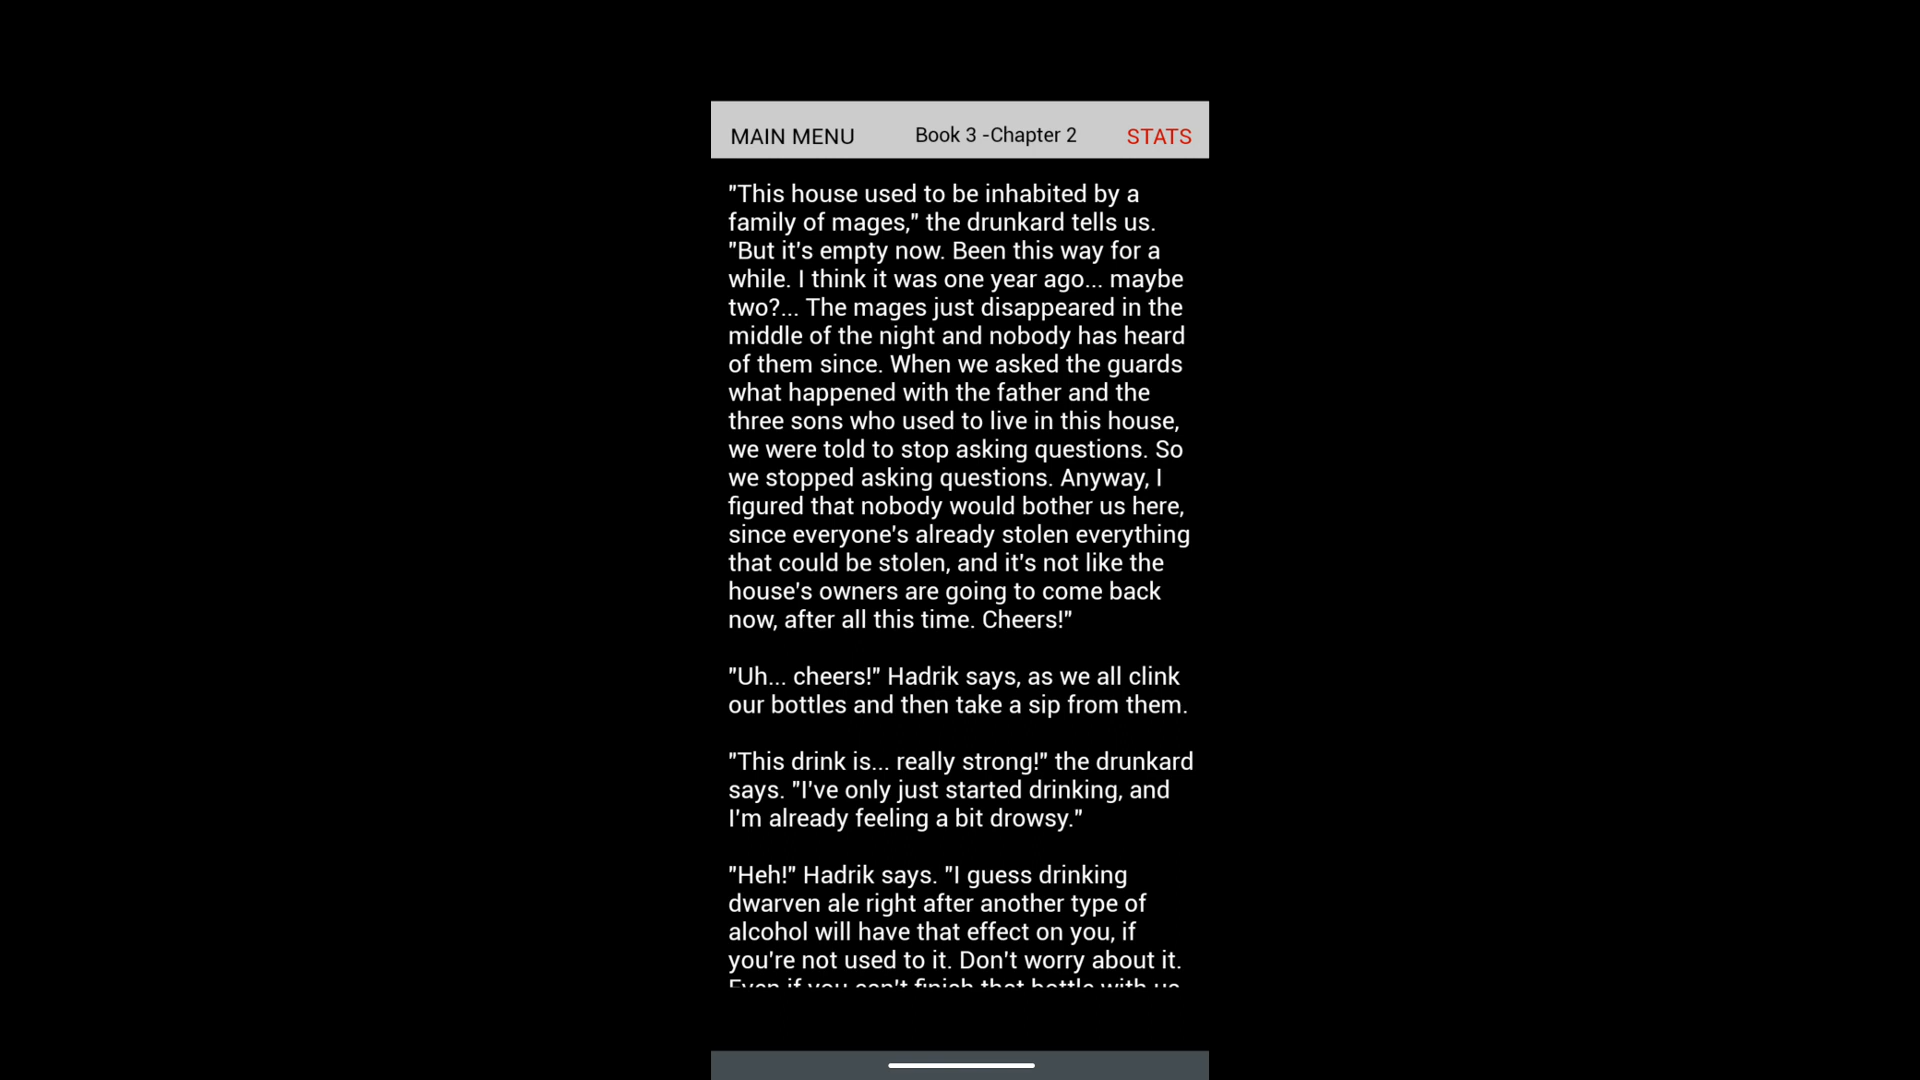 MAIN MENU
Book 3 -Chapter 2
STATS
"This house used to be inhabited by a
family of mages," the drunkard tells us.
"But it's empty now. Been this way for a
while. I think it was one year ago... maybe
two?... The mages just disappeared in the
middle of the night and nobody has heard
of them since. When we asked the guards
what happened with the father and the
three sons who used to live in this house,
we were told to stop asking questions. So
we stopped asking questions. Anyway, I
figured that nobody would bother us here,
since everyone's already stolen everything
that could be stolen, and it's not like the
house's owners are going to come back
now, after all this time. Cheers!"
"Uh... cheers!" Hadrik says, as we all clink
our bottles and then take a sip from them.
"This drink is... really strong!" the drunkard
says. "I've only just started drinking, and
I'm already feeling a bit drowsy."
"Heh!" Hadrik says. "I guess drinking
dwarven ale right after another type of
alcohol will have that effect on you, if
you're not used to it. Don't worry about it.
Even if you can't finish that bottle with us